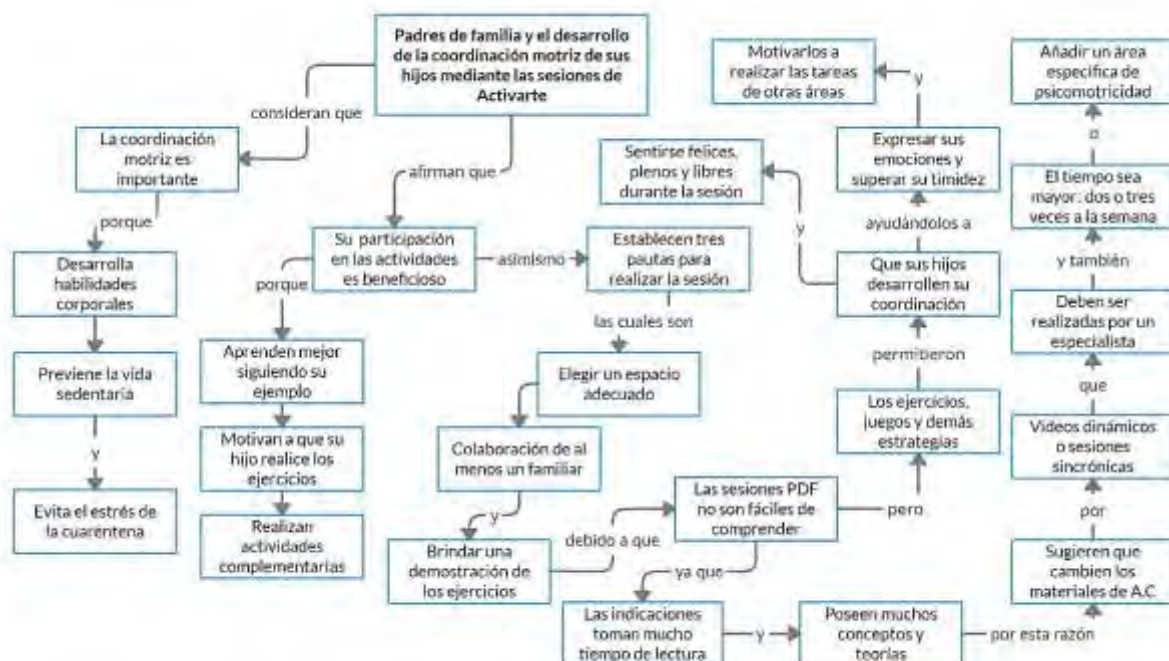 Padres de familia y el desarrollo
de la coordinación motriz de sus
hijos mediante las sesiones de
Activarte
consideran que
La coordinación
motriz es
importante
porque
Desarrolla
habilidades
corporales
Previene la vida
sedentaria
y
Evita el estrés de
la cuarentena
afirman que
Su participación
en las actividades
es beneficioso
porque
Aprenden mejor
siguiendo su
ejemplo
Motivan a que su
hijo realice los
ejercicios
Realizan
actividades
complementarias
asimismo
Establecen tres
pautas para
realizar la sesión
las cuales son
Elegir un espacio
adecuado
Colaboración de al
menos un familiar
y
Brindar una
demostración de
los ejercicios
debido a que
Las sesiones PDF
no son fáciles de
comprender
ya que
Las indicaciones
toman mucho
tiempo de lectura
y
Poseen muchos
conceptos y
teorías
pero
Los ejercicios,
juegos y demás
estrategias
permitieron
Que sus hijos
desarrollen su
coordinación
y
Sentirse felices,
plenos y libres
durante la sesión
ayudándolos a
Expresar sus
emociones y
superar su timidez
y
Motivarlos a
realizar las tareas
de otras áreas
por esta razón
Sugieren que
cambien los
materiales de A.C
por
Videos dinámicos
o sesiones
sincrónicas
que
Deben ser
realizadas por un
especialista
y también
El tiempo sea
mayor: dos o tres
veces a la semana
o
Añadir un área
específica de
psicomotricidad